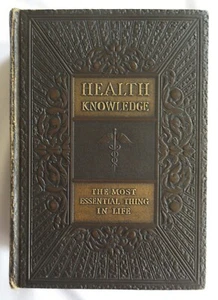 HEALTH
KNOWLEDGE
THE MOST
ESSENTIAL THING
IN LIFE